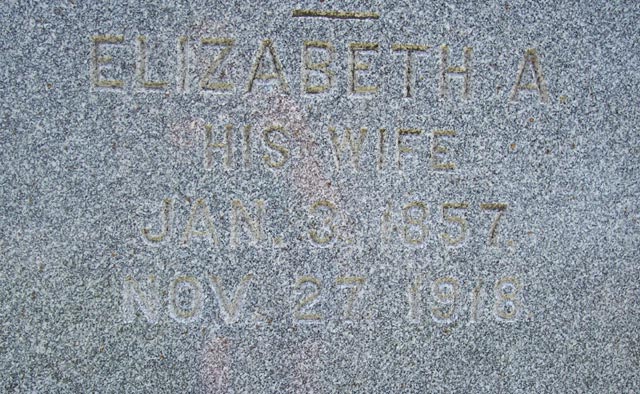 ELIZABETH A.
HIS WIFE
JAN. 3. 1857.
NOV. 27. 1918.